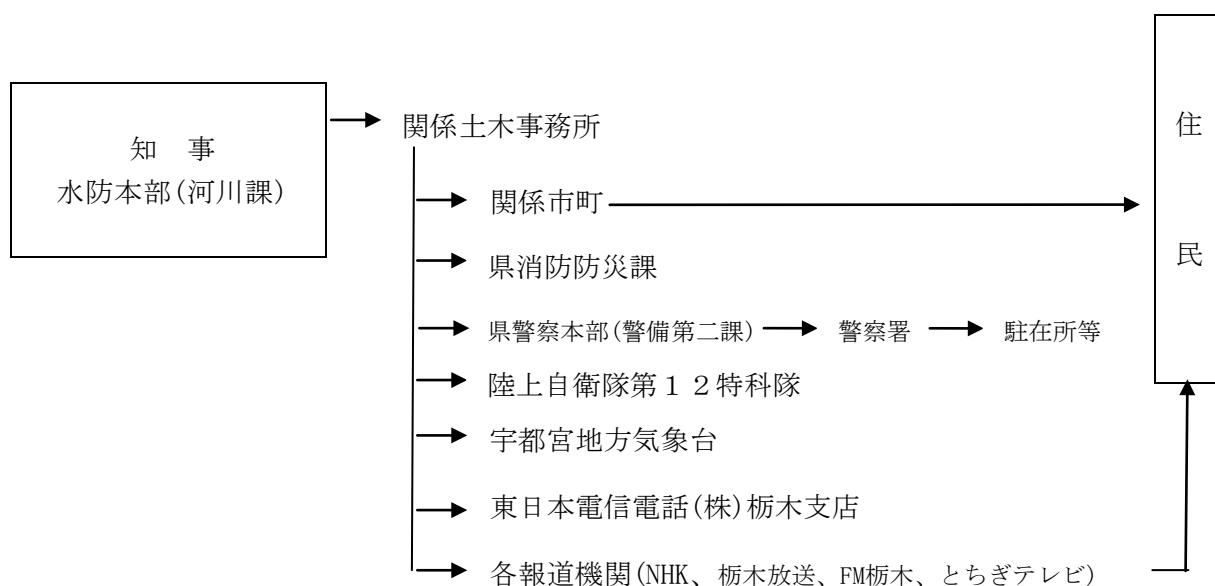 知　事
水防本部(河川課)
関係土木事務所
関係市町
県消防防災課
県警察本部(警備第二課)
警察署
駐在所等
陸上自衛隊第１２特科隊
宇都宮地方気象台
東日本電信電話(株)栃木支店
各報道機関(NHK、栃木放送、FM栃木、とちぎテレビ)
住
民